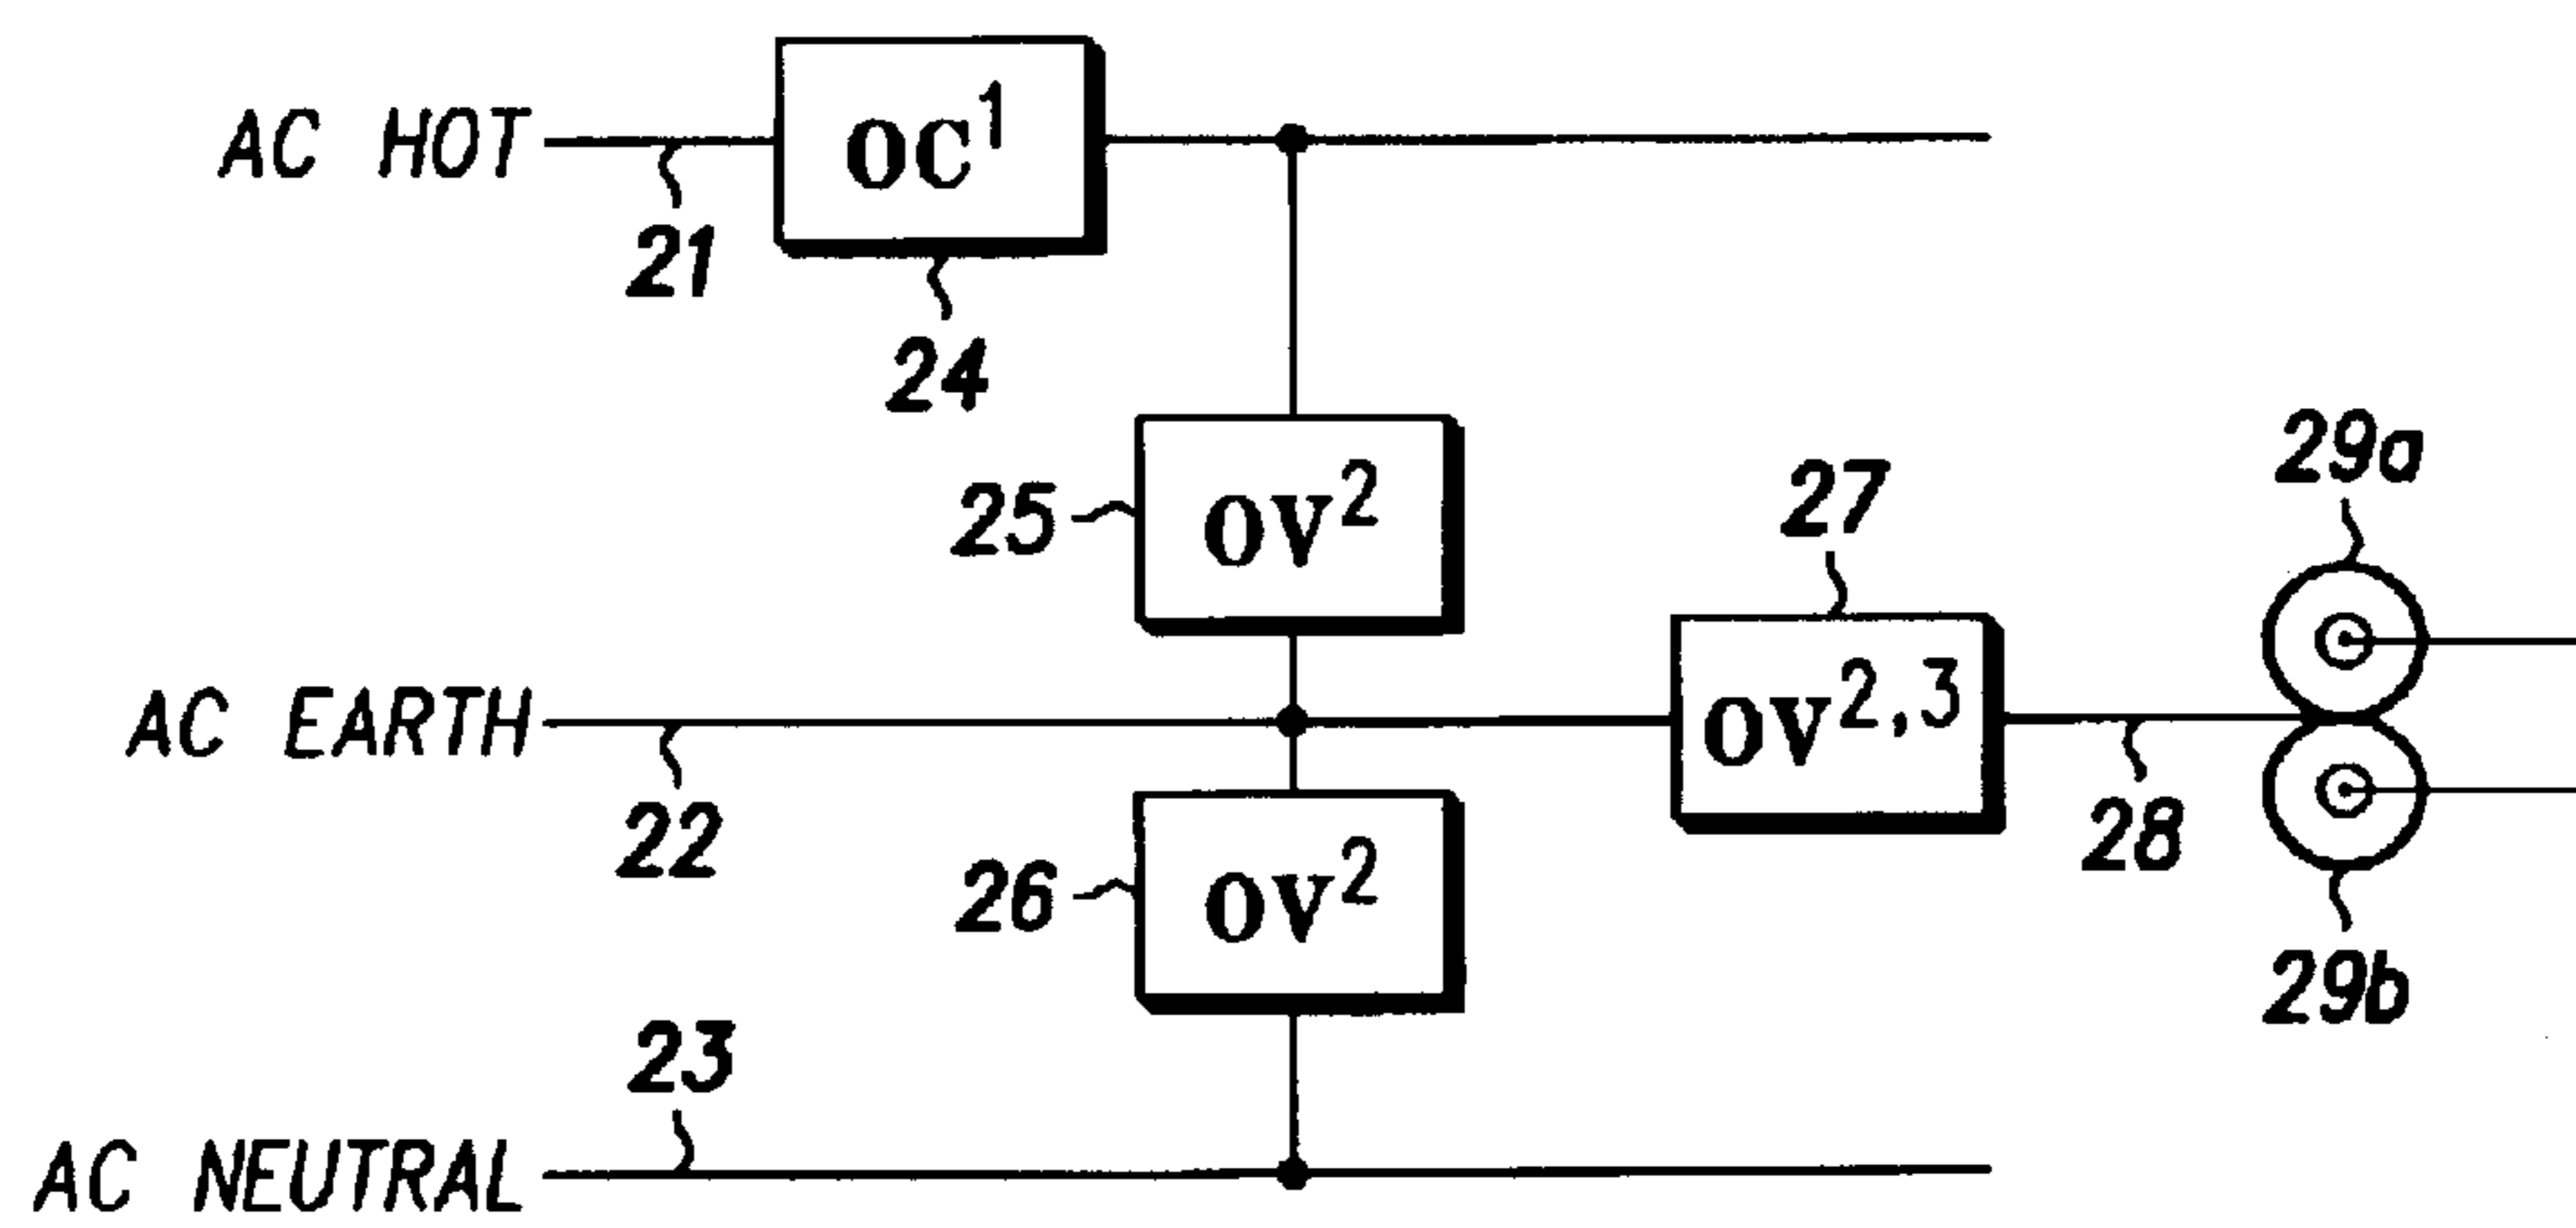 AC HOT
OC¹
21
24
29a
25
OV²
27
AC EARTH
OV²,³
22
28
26
OV²
29b
23
AC NEUTRAL